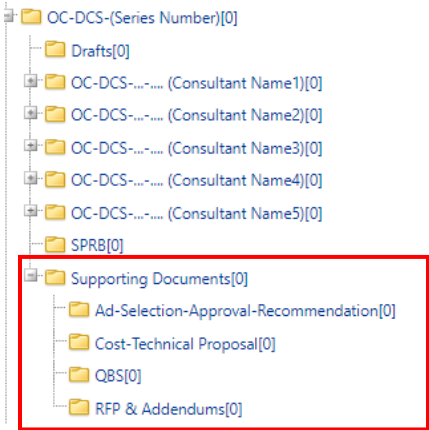 OC-DCS-(Series Number)[0]
Drafts[0]
OC-DCS-...-.... (Consultant Name1)[0]
OC-DCS-...-.... (Consultant Name2)[0]
OC-DCS-...-.... (Consultant Name3)[0]
OC-DCS-...-.... (Consultant Name4)[0]
OC-DCS-...-.... (Consultant Name5)[0]
SPRB[0]
Supporting Documents[0]
Ad-Selection-Approval-Recommendation[0]
Cost-Technical Proposal[0]
QBS[0]
RFP & Addendums[0]